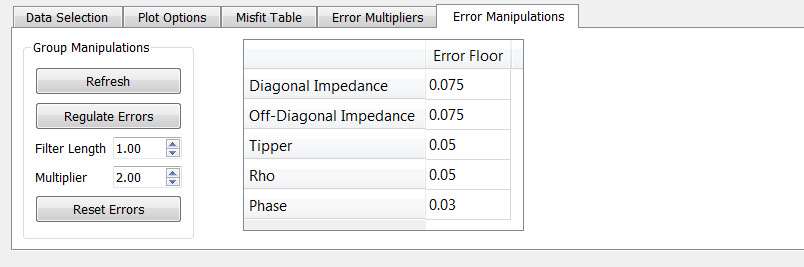 Data Selection Plot Options Misfit Table Error Multipliers Error Manipulations
Group Manipulations
Refresh
Regulate Errors
Filter Length 1.00
Multiplier 2.00
Reset Errors
Error Floor
Diagonal Impedance 0.075
Off-Diagonal Impedance 0.075
Tipper 0.05
Rho 0.05
Phase 0.03